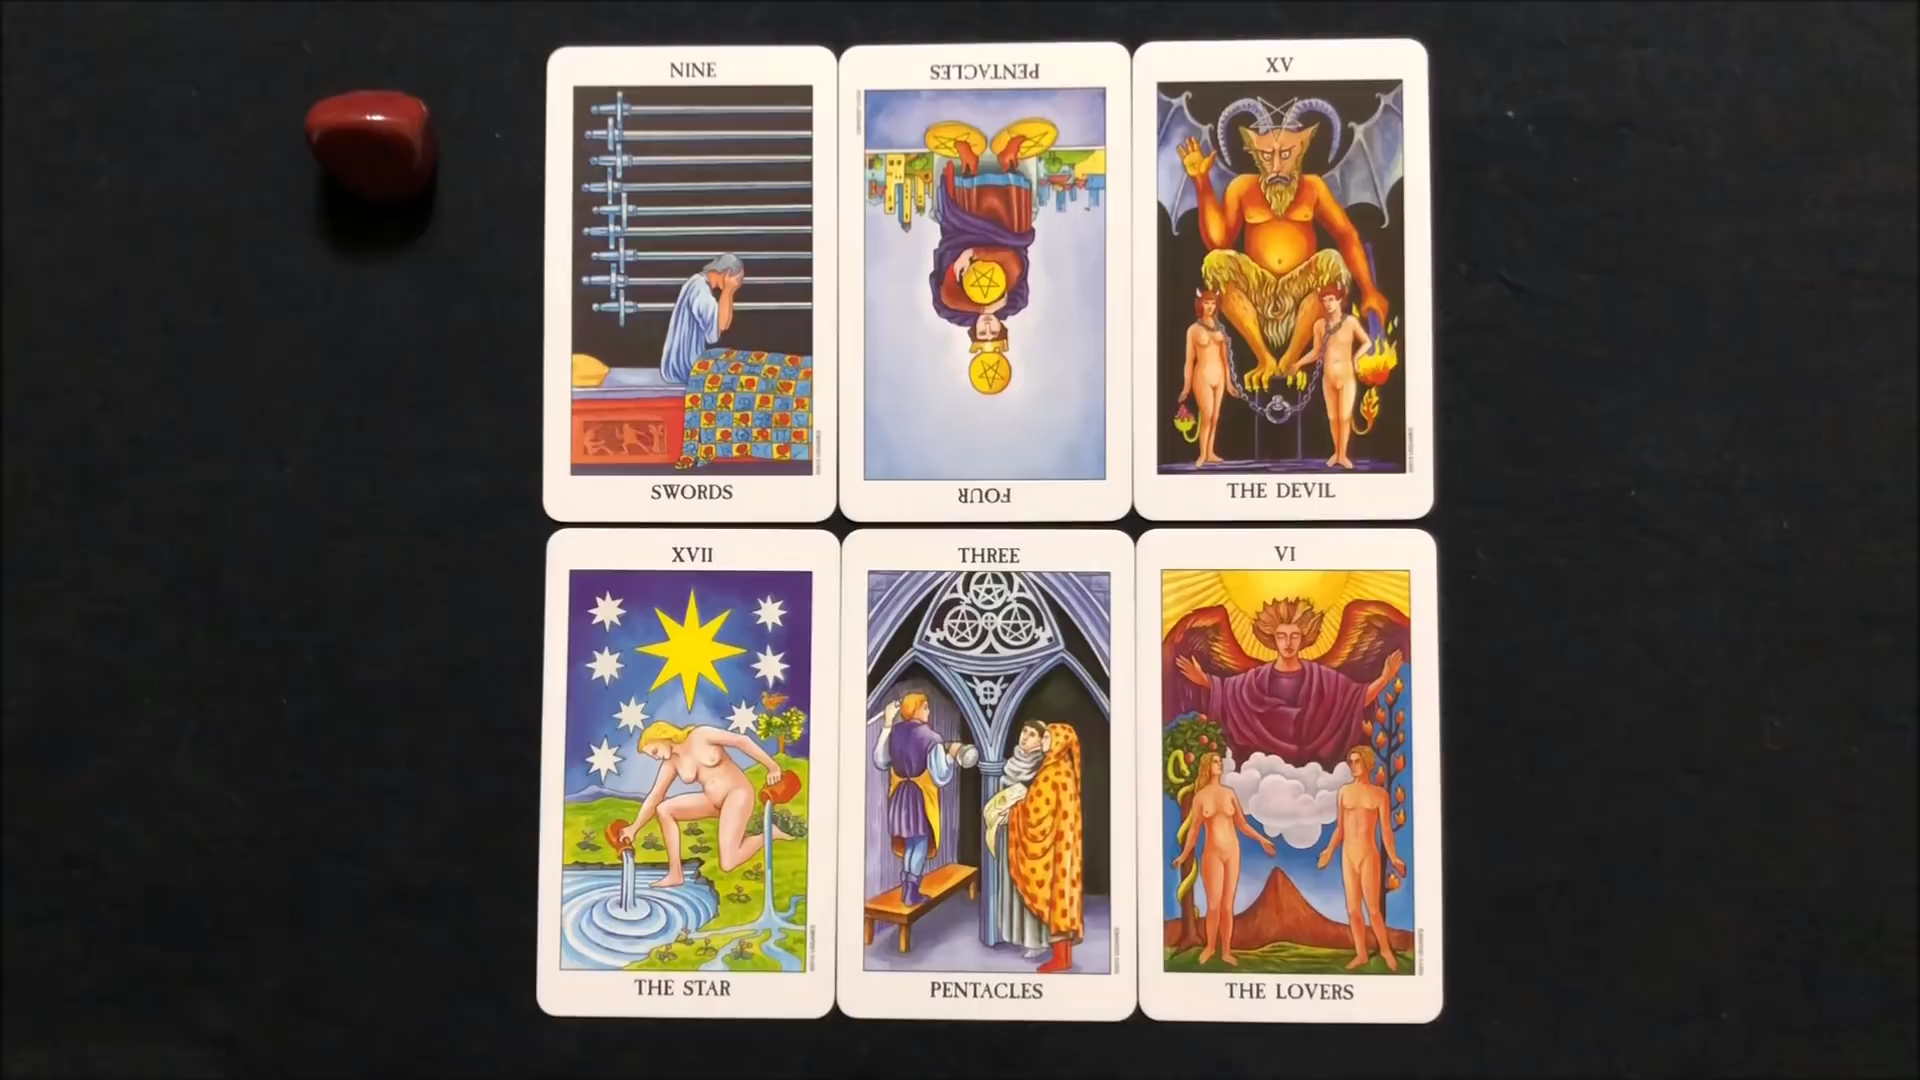 NINE
SWORDS
PENTACLES
FOUR
XV
THE DEVIL
XVII
THE STAR
THREE
PENTACLES
VI
THE LOVERS